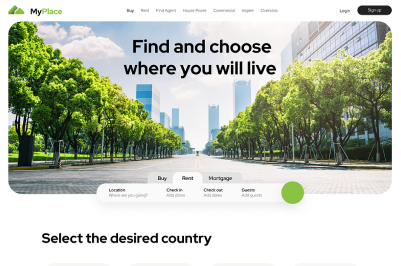 MyPlace
Buy Rent Find Agent House Prices Commercial Inspire Overseas
Login Sign up
Find and choose
where you will live
Buy Rent Mortgage
Location Check in Check out Guests
Where are you going? Add dates Add dates Add guests
Select the desired country